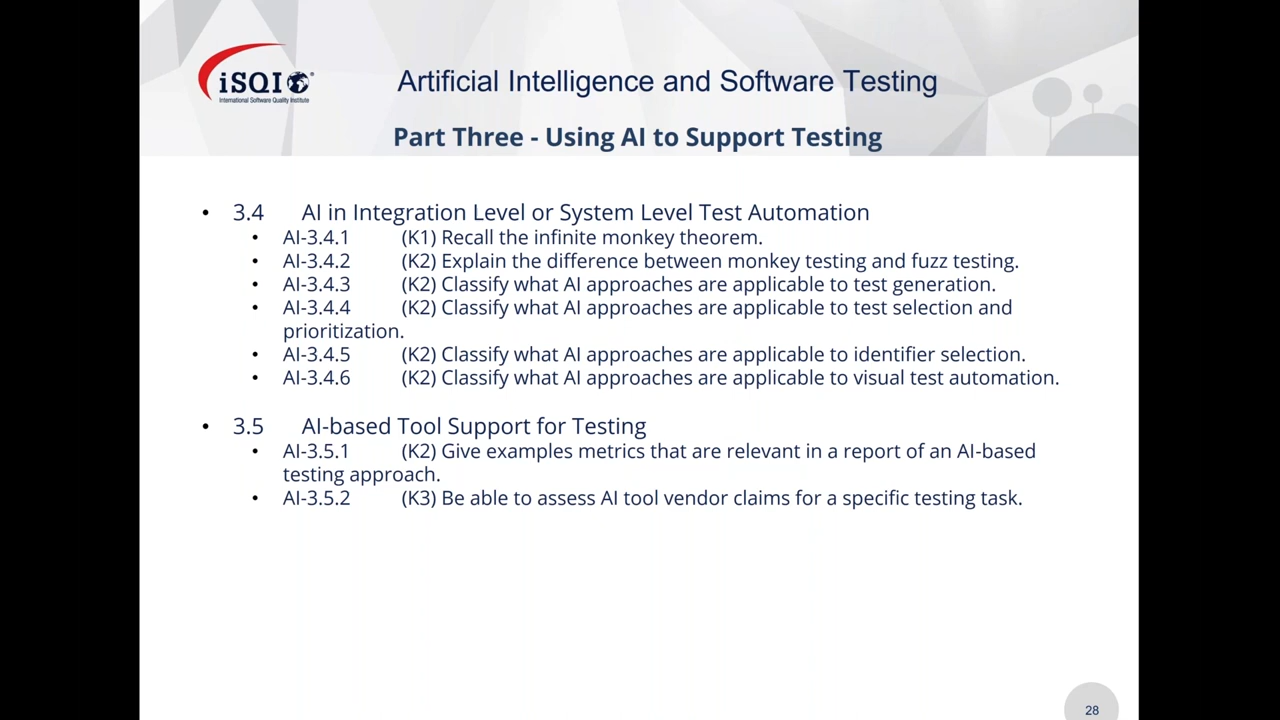 iSQI
International Software Quality Institute
Artificial Intelligence and Software Testing
Part Three - Using AI to Support Testing
• 3.4 AI in Integration Level or System Level Test Automation
• AI-3.4.1 (K1) Recall the infinite monkey theorem.
• AI-3.4.2 (K2) Explain the difference between monkey testing and fuzz testing.
• AI-3.4.3 (K2) Classify what AI approaches are applicable to test generation.
• AI-3.4.4 (K2) Classify what AI approaches are applicable to test selection and
prioritization.
• AI-3.4.5 (K2) Classify what AI approaches are applicable to identifier selection.
• AI-3.4.6 (K2) Classify what AI approaches are applicable to visual test automation.
• 3.5 AI-based Tool Support for Testing
• AI-3.5.1 (K2) Give examples metrics that are relevant in a report of an AI-based
testing approach.
• AI-3.5.2 (K3) Be able to assess AI tool vendor claims for a specific testing task.
28